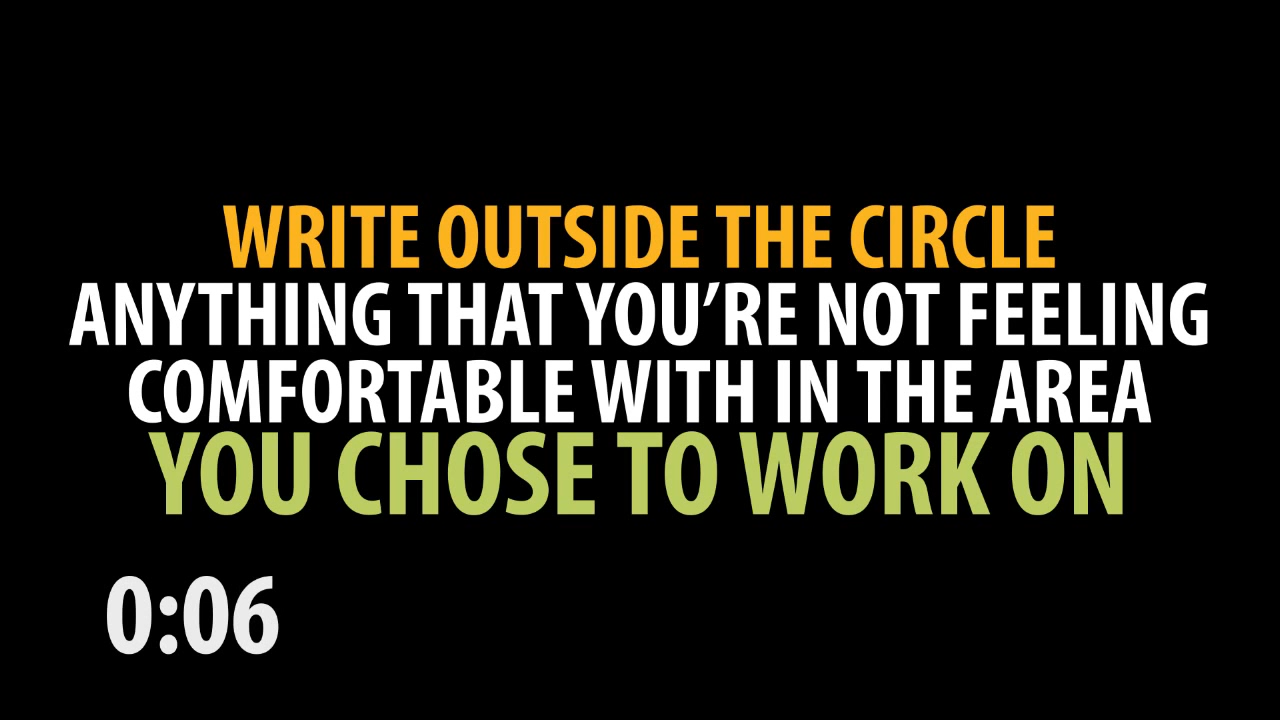 WRITE OUTSIDE THE CIRCLE
ANYTHING THAT YOU’RE NOT FEELING
COMFORTABLE WITH IN THE AREA
YOU CHOSE TO WORK ON
0:06